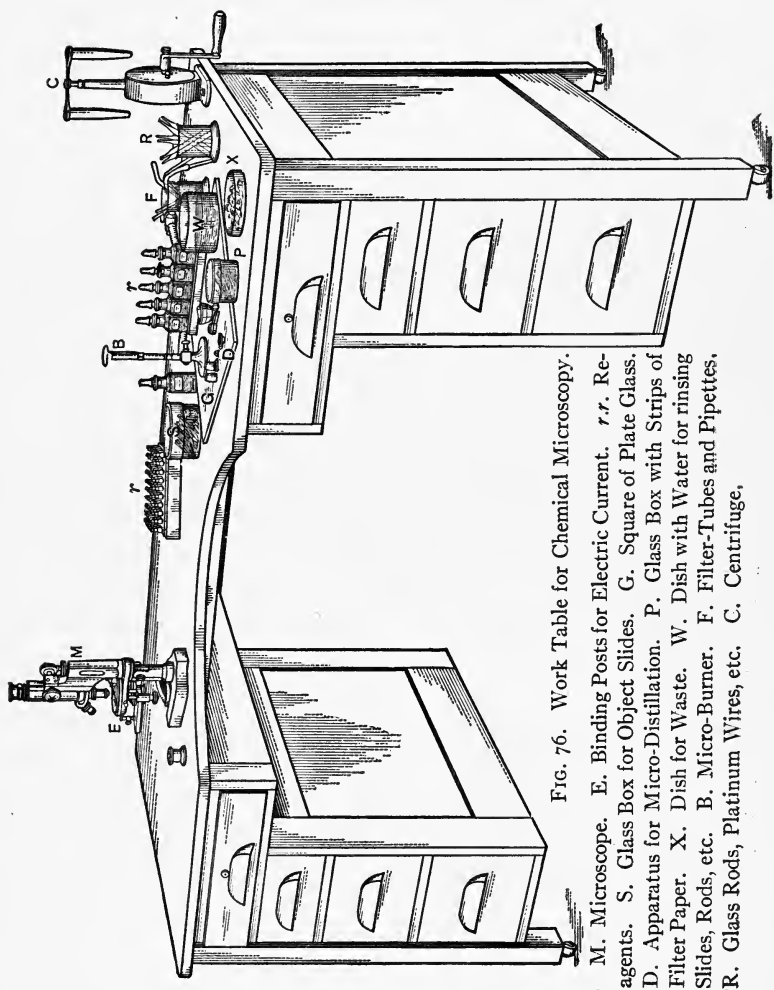 C
R
F
X
W
r
P
B
D
G
S
r
M
E
FIG. 76. Work Table for Chemical Microscopy.
M. Microscope. E. Binding Posts for Electric Current. r.r. Re-
agents. S. Glass Box for Object Slides. G. Square of Plate Glass.
D. Apparatus for Micro-Distillation. P. Glass Box with Strips of
Filter Paper. X. Dish for Waste. W. Dish with Water for rinsing
Slides, Rods, etc. B. Micro-Burner. F. Filter-Tubes and Pipettes,
R. Glass Rods, Platinum Wires, etc. C. Centrifuge,